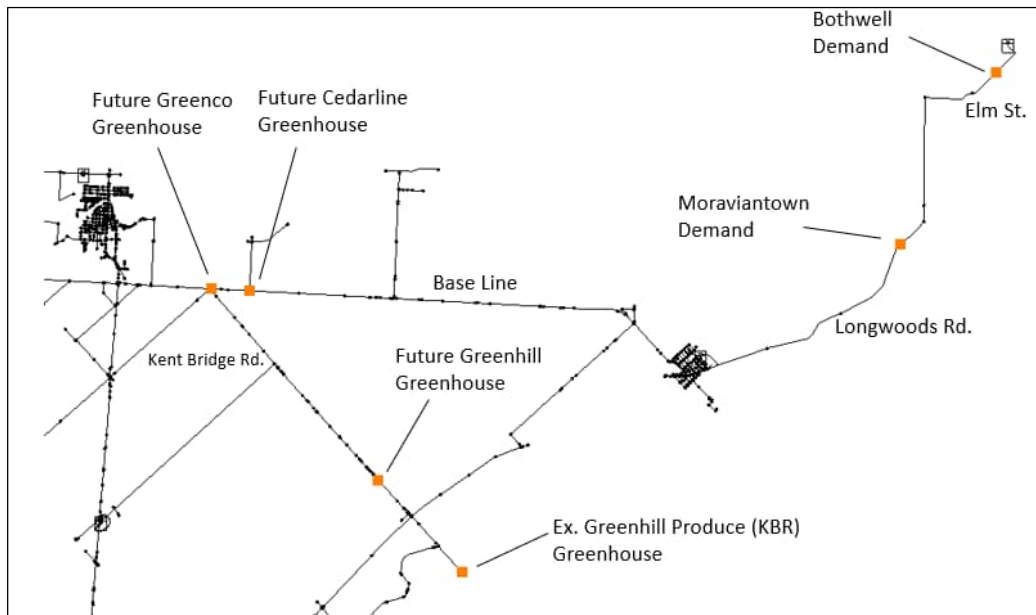 Bothwell
Demand
Future Greenco
Greenhouse
Future Cedarline
Greenhouse
Elm St.
Moraviantown
Demand
Base Line
Longwoods Rd.
Kent Bridge Rd.
Future Greenhill
Greenhouse
Ex. Greenhill Produce (KBR)
Greenhouse